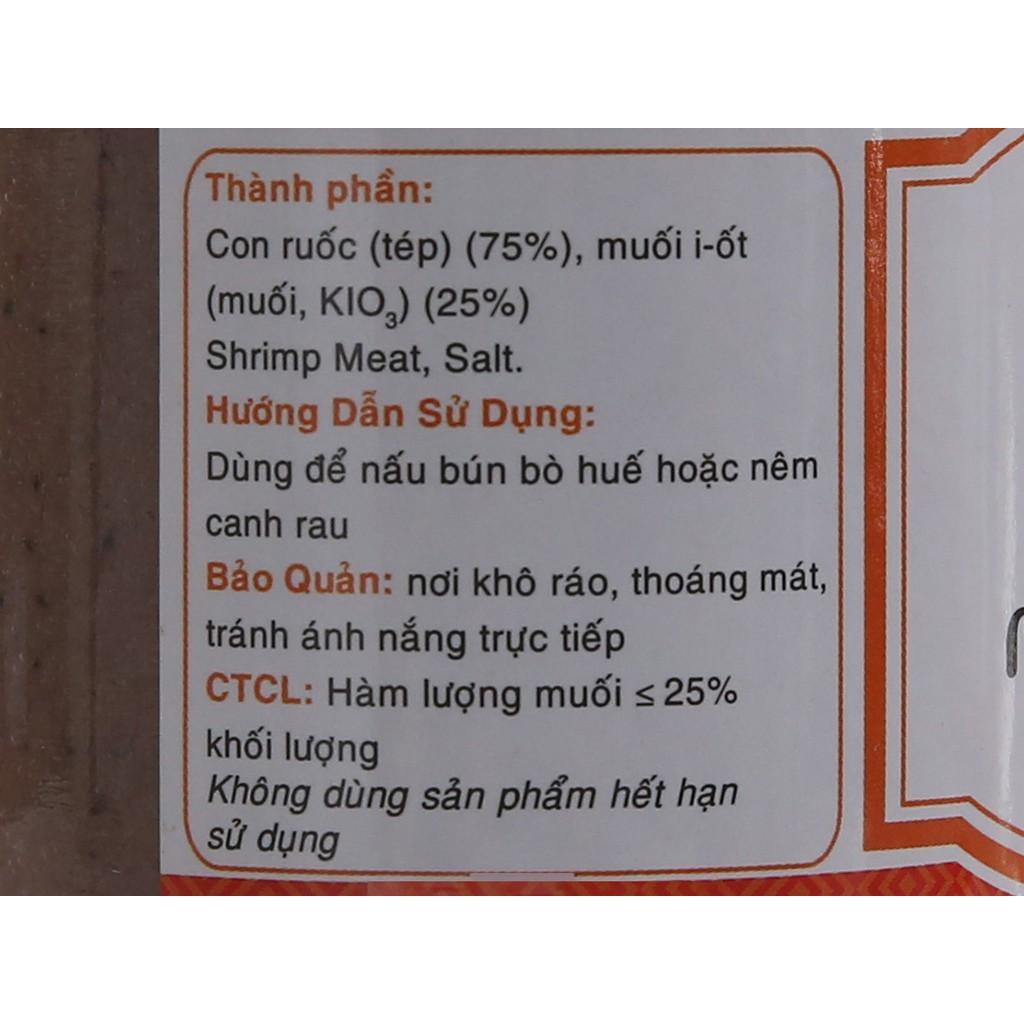 Thành phần:
Con ruốc (tép) (75%), muối i-ốt
(muối, KIO₃) (25%)
Shrimp Meat, Salt.
Hướng Dẫn Sử Dụng:
Dùng để nấu bún bò huế hoặc nêm
canh rau
Bảo Quản: nơi khô ráo, thoáng mát,
tránh ánh nắng trực tiếp
CTCL: Hàm lượng muối ≤ 25%
khối lượng
Không dùng sản phẩm hết hạn
sử dụng